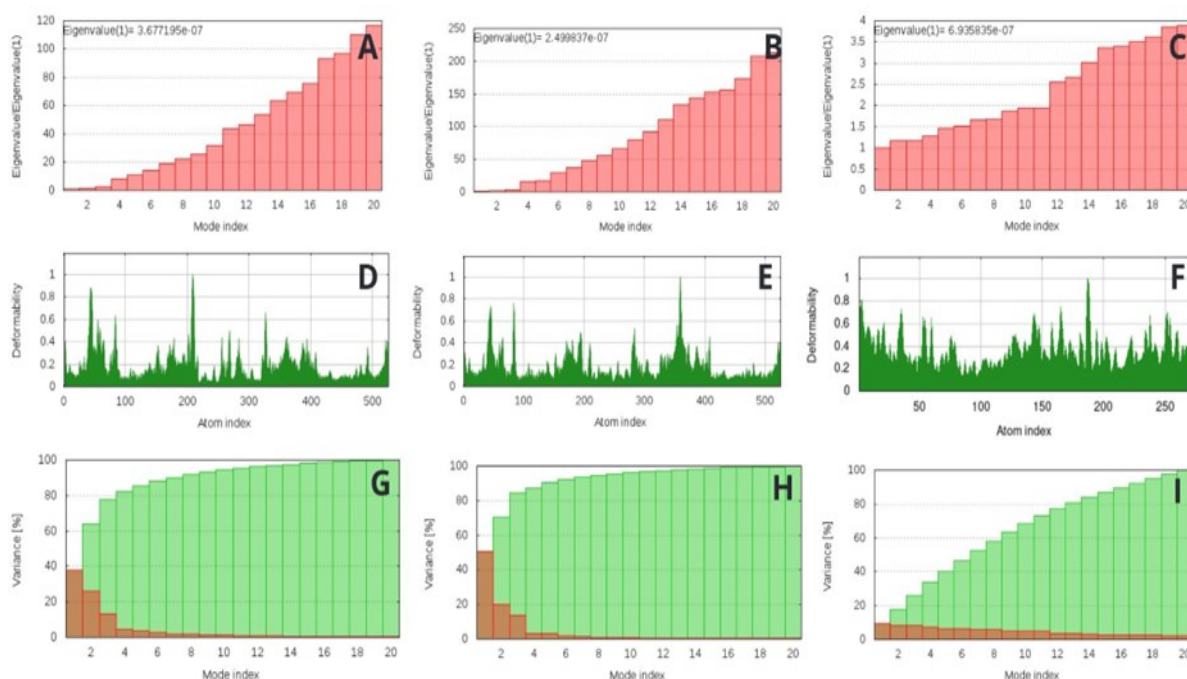 Eigenvalue(1)= 3.677195e-07
A
Eigenvalue/Eigenvalue(1)
120
100
80
60
40
20
0
2 4 6 8 10 12 14 16 18 20
Mode index
Eigenvalue(1)= 2.499837e-07
B
Eigenvalue/Eigenvalue(1)
250
200
150
100
50
0
2 4 6 8 10 12 14 16 18 20
Mode index
Eigenvalue(1)= 6.935835e-07
C
Eigenvalue/Eigenvalue(1)
4
3.5
3
2.5
2
1.5
1
0.5
0
2 4 6 8 10 12 14 16 18 20
Mode index
D
Deformability
1
0.8
0.6
0.4
0.2
0
0 100 200 300 400 500
Atom index
E
Deformability
1
0.8
0.6
0.4
0.2
0
0 100 200 300 400 500
Atom index
F
Deformability
1
0.8
0.6
0.4
0.2
0
50 100 150 200 250
Atom index
G
Variance [%]
100
80
60
40
20
0
2 4 6 8 10 12 14 16 18 20
Mode index
H
Variance [%]
100
80
60
40
20
0
2 4 6 8 10 12 14 16 18 20
Mode index
I
Variance [%]
100
80
60
40
20
0
2 4 6 8 10 12 14 16 18 20
Mode index